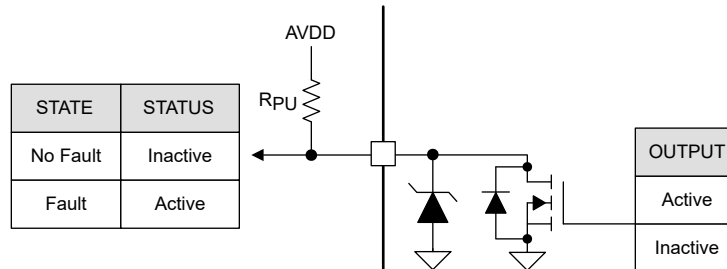 AVDD
RPU
STATE STATUS
No Fault Inactive
Fault Active
OUTPUT
Active
Inactive